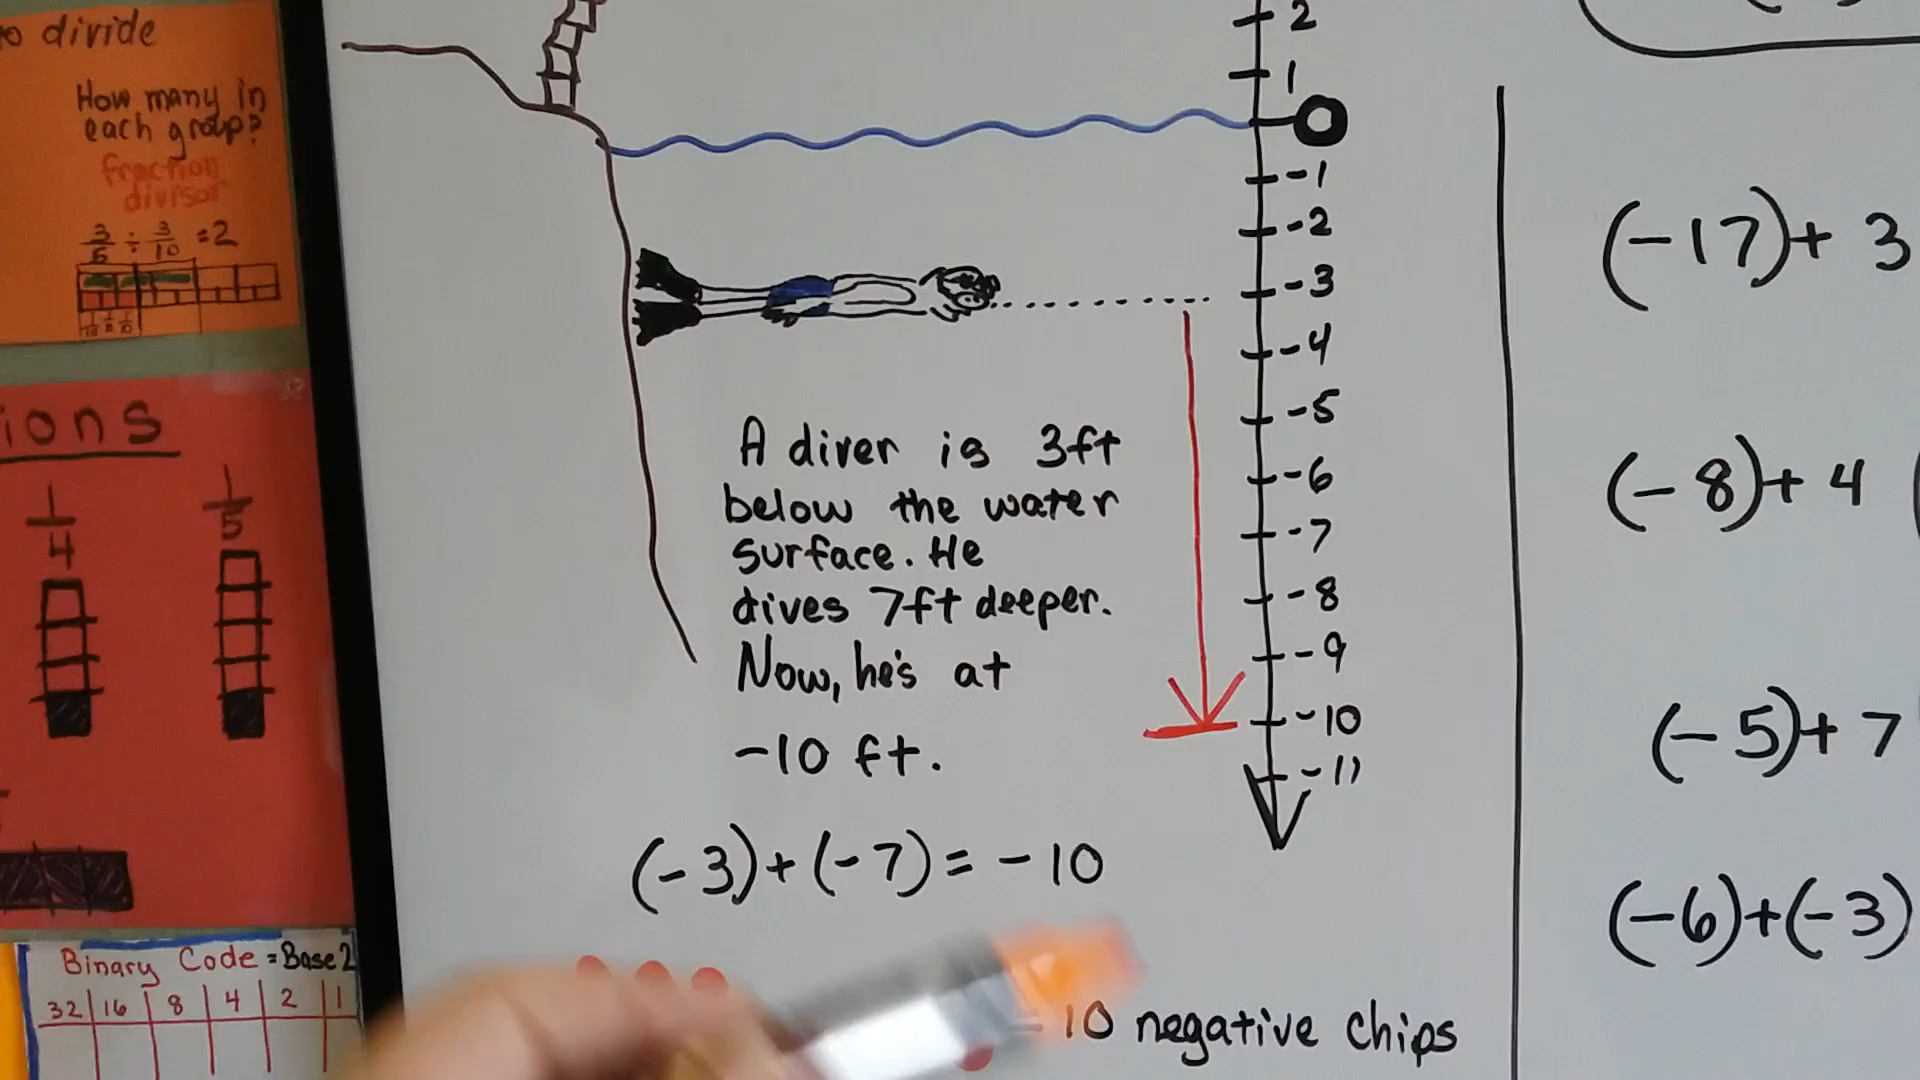 to divide
How many in
each group?
fraction
divisor
3/5 ÷ 3/10 = 2
ions
1/4 1/5
Binary Code = Base 2
32 16 8 4 2 1
2
1
0
-1
-2
-3
-4
-5
-6
-7
-8
-9
-10
-11
A diver is 3ft
below the water
surface. He
dives 7ft deeper.
Now, he's at
-10 ft.
(-3)+(-7)= -10
10 negative chips
(-17)+ 3
(-8)+ 4
(-5)+ 7
(-6)+(-3)